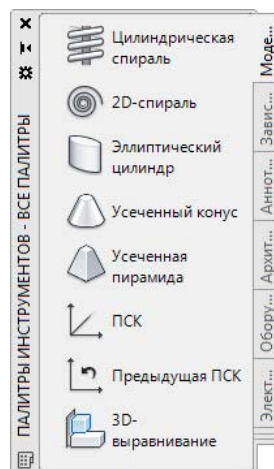 ПАЛИТРЫ ИНСТРУМЕНТОВ - ВСЕ ПАЛИТРЫ
Цилиндрическая
спираль
2D-спираль
Эллиптический
цилиндр
Усеченный конус
Усеченная
пирамида
ПСК
Предыдущая ПСК
3D-
выравнивание
Моде...
Завис...
Аннот...
Архит...
Обору...
Элект...